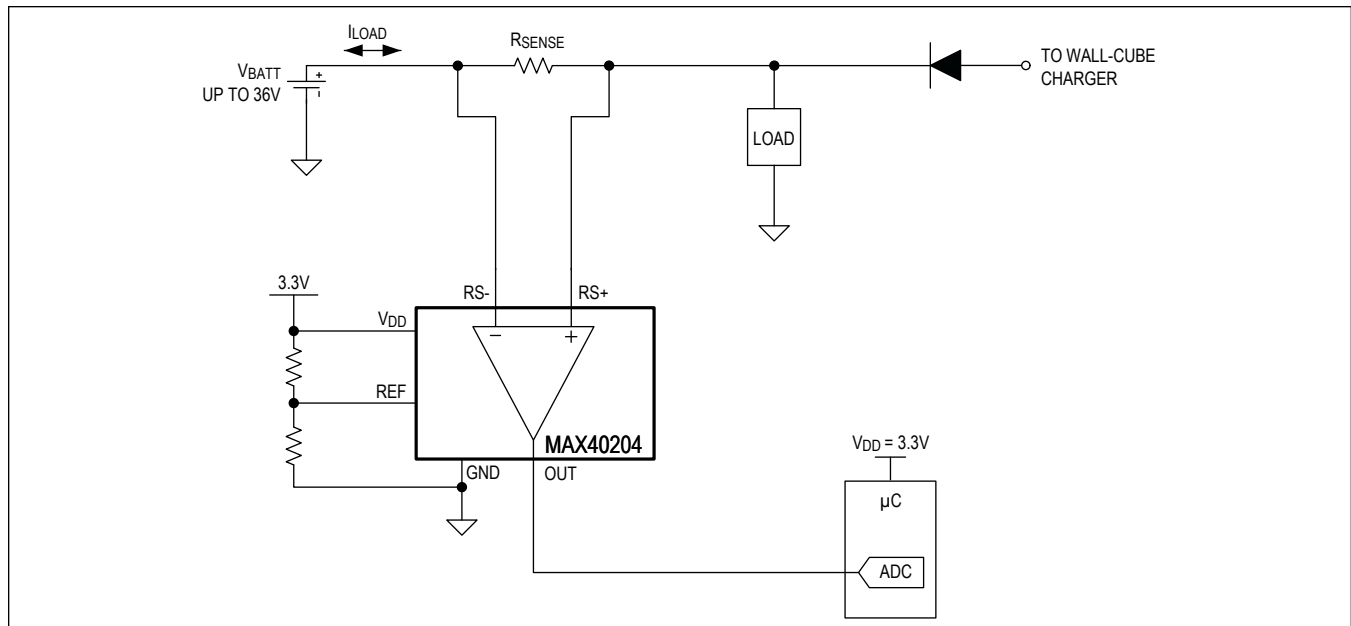 ILOAD
RSENSE
VBATT
UP TO 36V
+
-
TO WALL-CUBE
CHARGER
LOAD
3.3V
RS-
RS+
VDD
−
+
REF
MAX40204
GND
OUT
VDD = 3.3V
µC
ADC